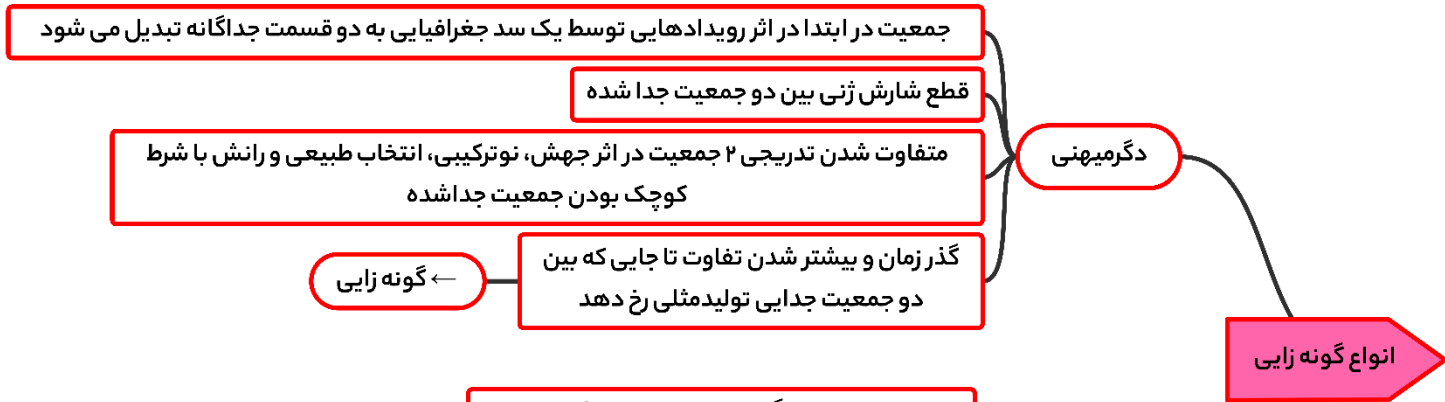 انواع گونه زایی
دگرمیهنی
جمعیت در ابتدا در اثر رویدادهایی توسط یک سد جغرافیایی به دو قسمت جداگانه تبدیل می شود
قطع شارش ژنی بین دو جمعیت جدا شده
متفاوت شدن تدریجی ۲ جمعیت در اثر جهش، نوترکیبی، انتخاب طبیعی و رانش با شرط
کوچک بودن جمعیت جداشده
گذر زمان و بیشتر شدن تفاوت تا جایی که بین
دو جمعیت جدایی تولیدمثلی رخ دهد
← گونه زایی